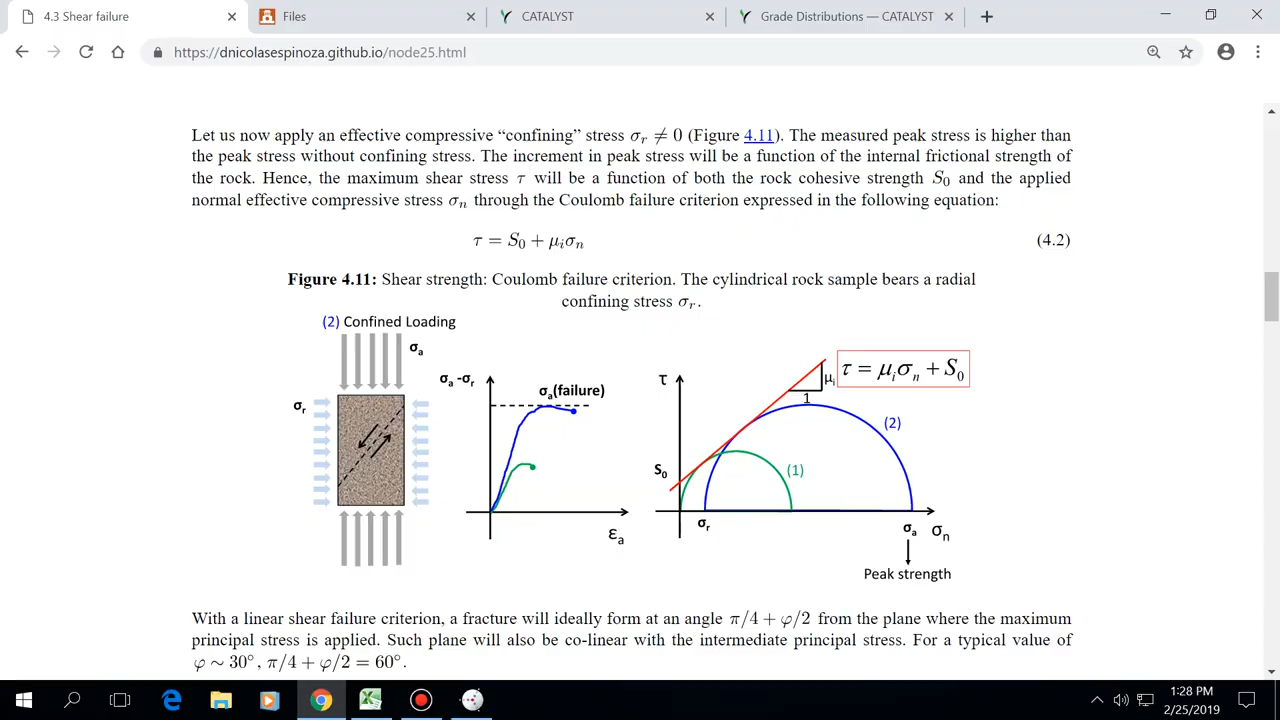 4.3 Shear failure
Files
CATALYST
Grade Distributions — CATALYST
https://dnicolasespinoza.github.io/node25.html
Let us now apply an effective compressive “confining” stress σr ≠ 0 (Figure 4.11). The measured peak stress is higher than
the peak stress without confining stress. The increment in peak stress will be a function of the internal frictional strength of
the rock. Hence, the maximum shear stress τ will be a function of both the rock cohesive strength S0 and the applied
normal effective compressive stress σn through the Coulomb failure criterion expressed in the following equation:
τ = S0 + μiσn (4.2)
Figure 4.11: Shear strength: Coulomb failure criterion. The cylindrical rock sample bears a radial
confining stress σr.
(2) Confined Loading
σa
σr
σa -σr
σa(failure)
εa
τ
μi
1
τ = μiσn + S0
(2)
S0
(1)
σr
σa
σn
Peak strength
With a linear shear failure criterion, a fracture will ideally form at an angle π/4 + φ/2 from the plane where the maximum
principal stress is applied. Such plane will also be co-linear with the intermediate principal stress. For a typical value of
φ ∼ 30°, π/4 + φ/2 = 60°.
1:28 PM
2/25/2019